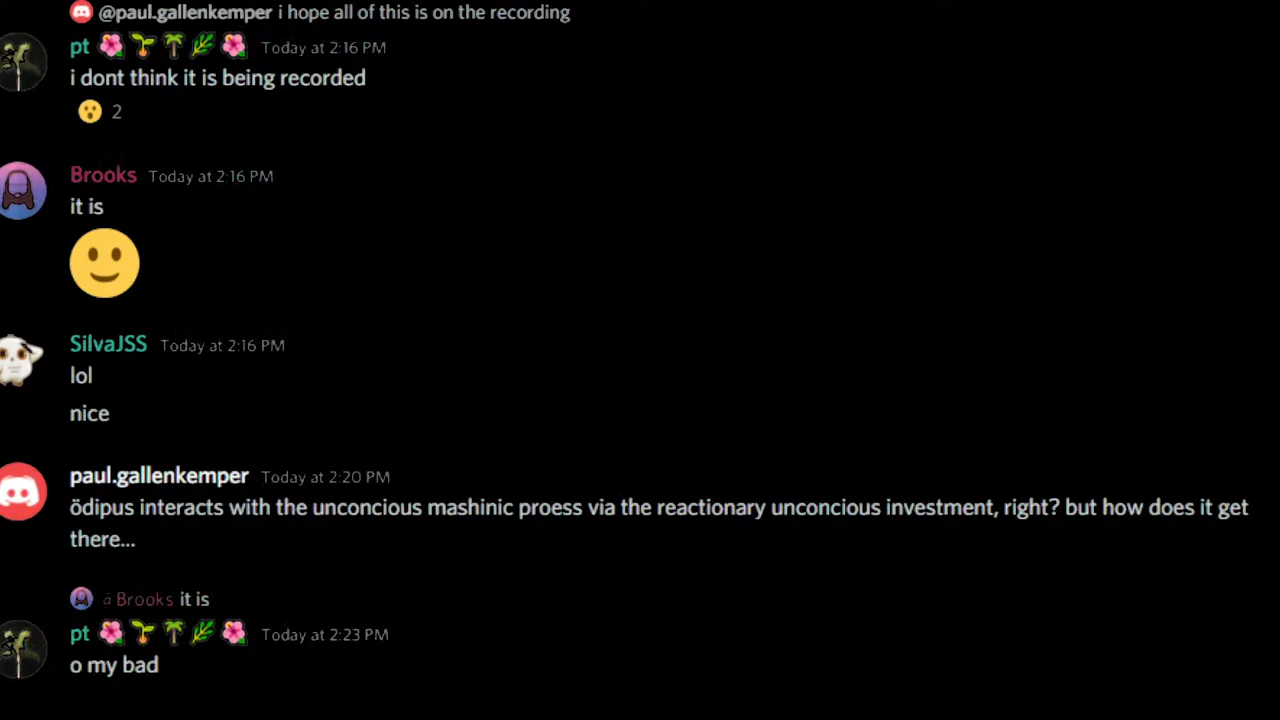 @paul.gallenkemper i hope all of this is on the recording
pt 🌺🌱🌴🌿🌺 Today at 2:16 PM
i dont think it is being recorded
😮 2
Brooks Today at 2:16 PM
it is
🙂
SilvaJSS Today at 2:16 PM
lol
nice
paul.gallenkemper Today at 2:20 PM
ödipus interacts with the unconcious mashinic proess via the reactionary unconcious investment, right? but how does it get
there...
Brooks it is
pt 🌺🌱🌴🌿🌺 Today at 2:23 PM
o my bad